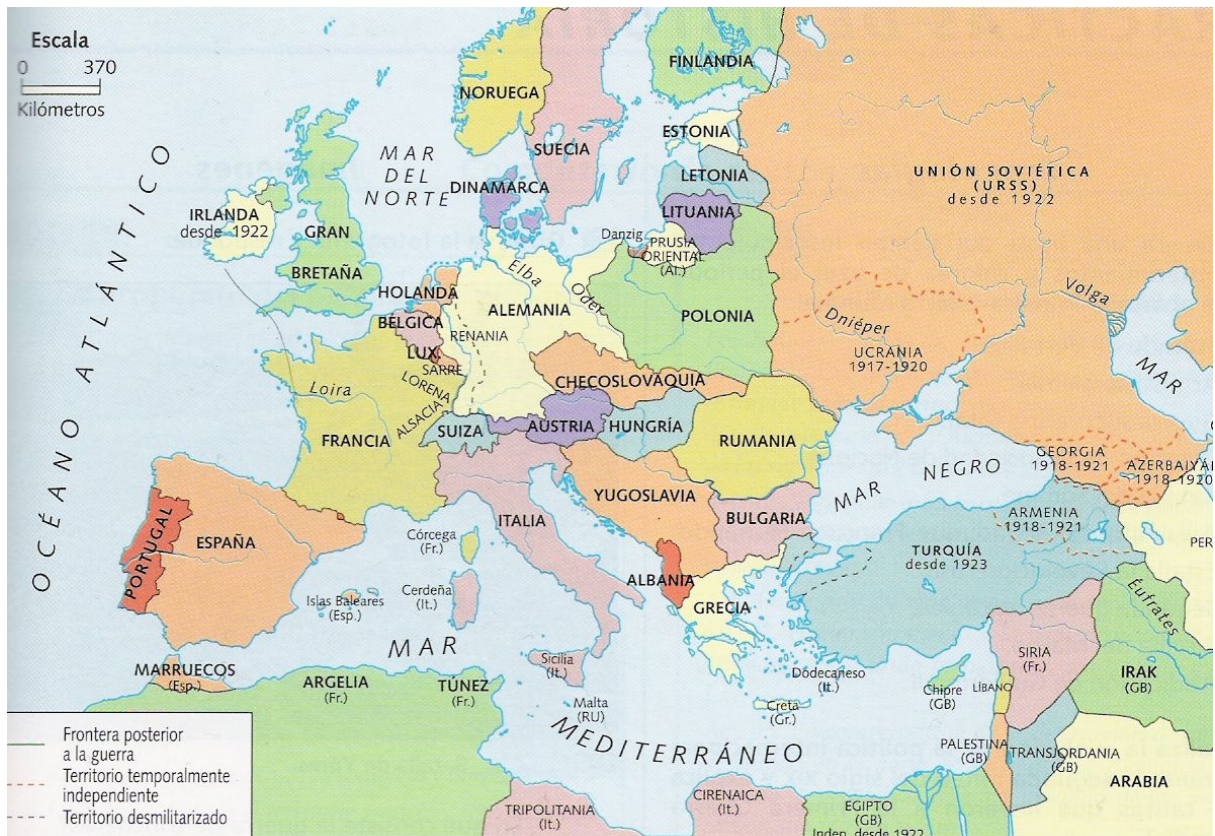 Escala
0 370
Kilómetros
OCÉANO ATLÁNTICO
MAR
DEL
NORTE
NORUEGA
SUECIA
FINLANDIA
ESTONIA
LETONIA
LITUANIA
DINAMARCA
UNIÓN SOVIÉTICA
(URSS)
desde 1922
IRLANDA
desde 1922
GRAN
BRETAÑA
Danzig
PRUSIA
ORIENTAL
(Al.)
Elba
Oder
HOLANDA
BÉLGICA
LUX.
SARRE
RENANIA
ALEMANIA
POLONIA
Dniéper
Volga
UCRANIA
1917-1920
MAR
LORENA
ALSACIA
Loira
FRANCIA
SUIZA
CHECOSLOVAQUIA
AUSTRIA
HUNGRÍA
RUMANIA
MAR NEGRO
GEORGIA
1918-1921
AZERBAIYÁ
1918-1920
ARMENIA
1918-1921
PER
YUGOSLAVIA
BULGARIA
ITALIA
PORTUGAL
ESPAÑA
Córcega
(Fr.)
Cerdeña
(It.)
Islas Baleares
(Esp.)
ALBANIA
GRECIA
TURQUÍA
desde 1923
Éufrates
MAR
MEDITERRÁNEO
MARRUECOS
(Esp.)
ARGELIA
(Fr.)
TÚNEZ
(Fr.)
Sicilia
(It.)
Malta
(RU)
Dodecaneso
(It.)
Creta
(Gr.)
Chipre
(GB)
LÍBANO
SIRIA
(Fr.)
IRAK
(GB)
PALESTINA
(GB)
TRANSJORDANIA
(GB)
ARABIA
TRIPOLITANIA
(It.)
CIRENAICA
(It.)
EGIPTO
(GB)
Indep. desde 1922
Frontera posterior
a la guerra
Territorio temporalmente
independiente
Territorio desmilitarizado